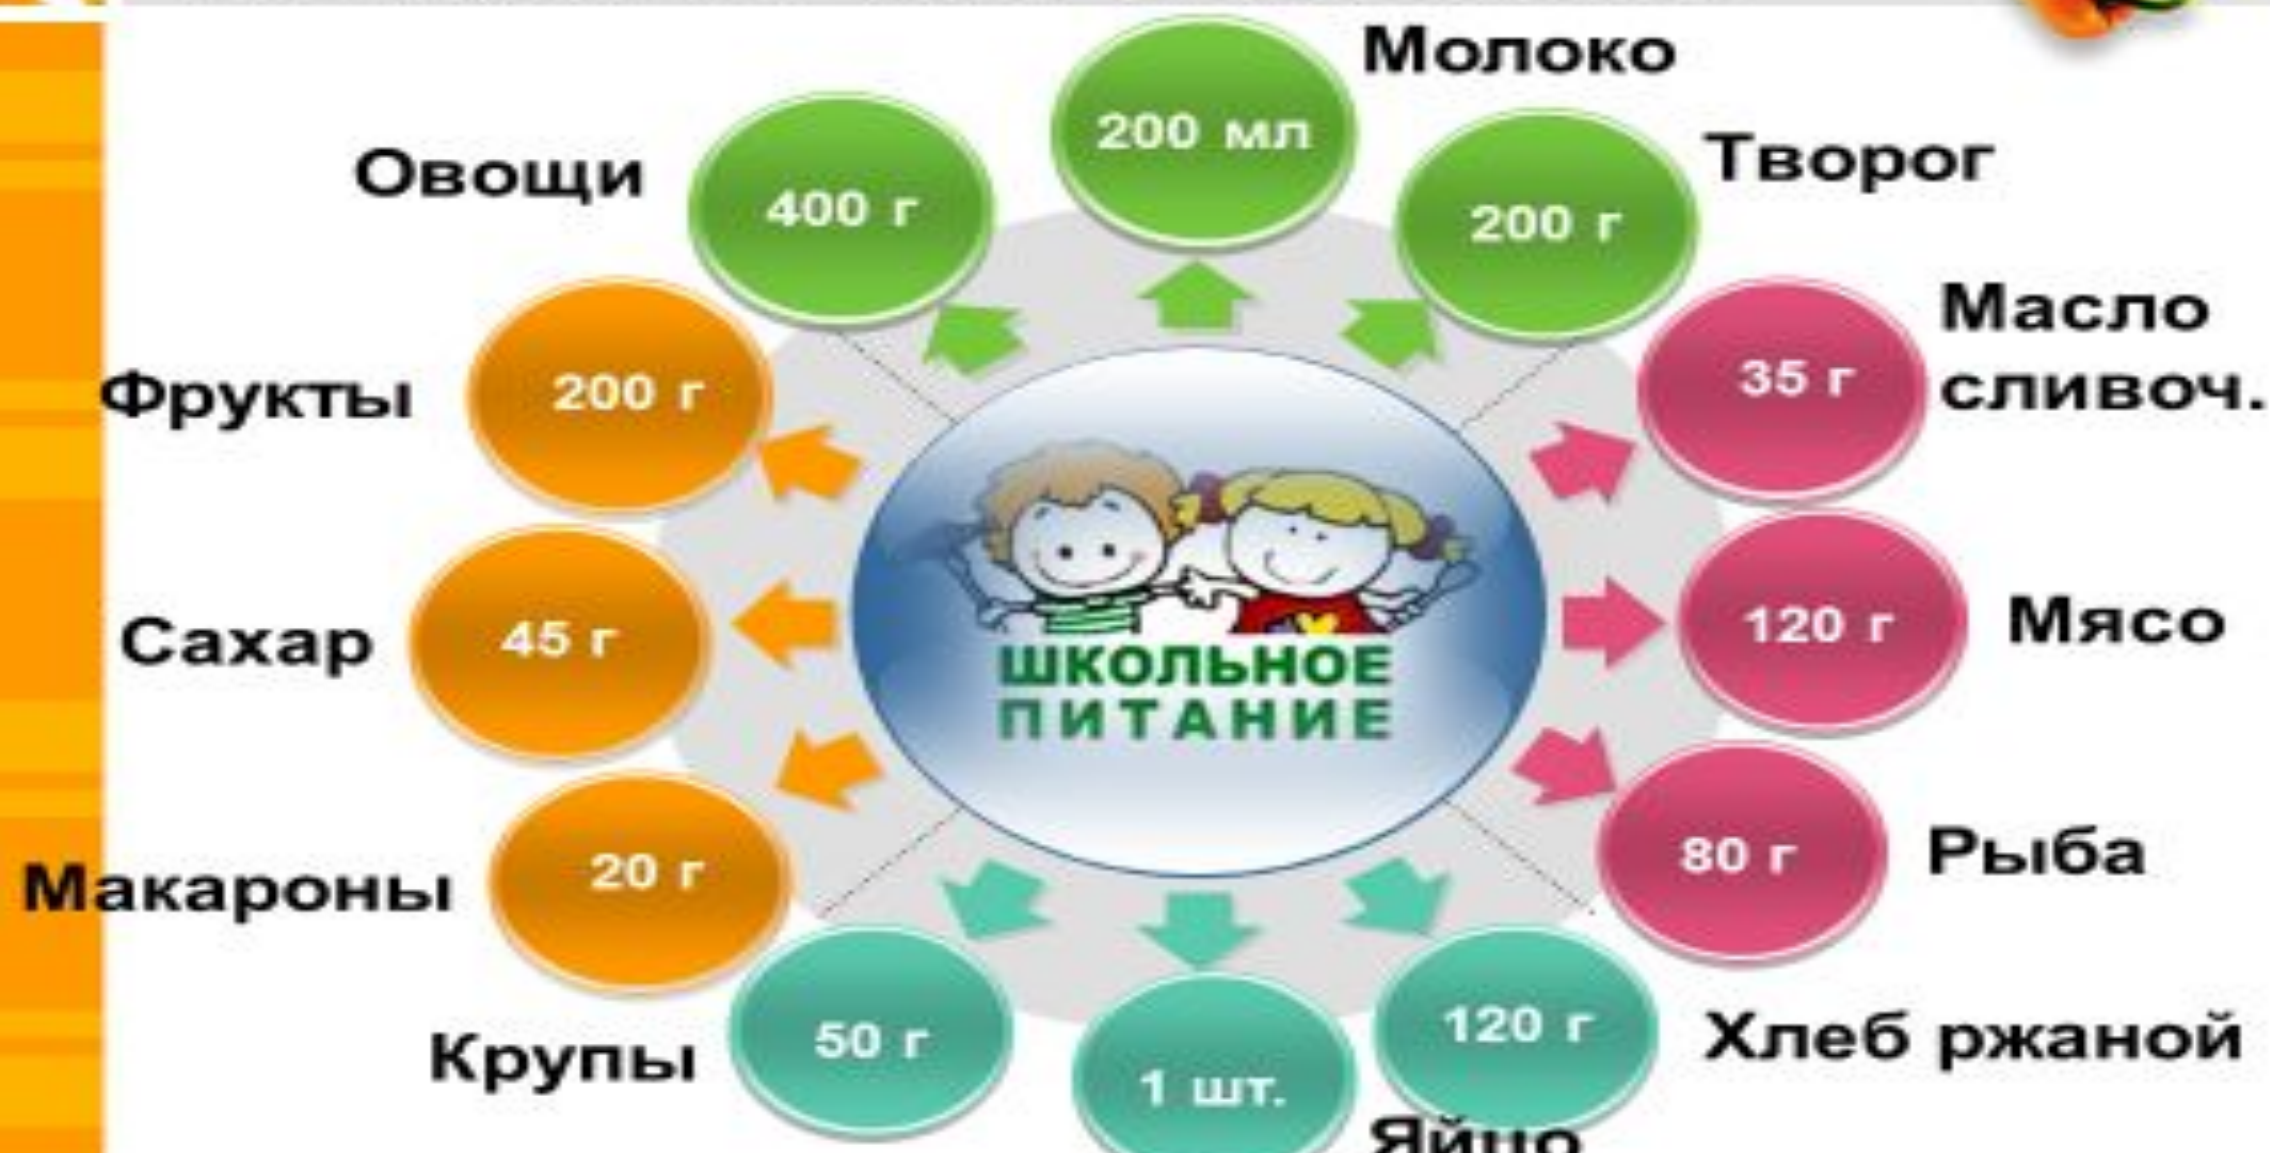 Молоко
200 мл
Творог
200 г
Масло
сливоч.
35 г
Мясо
120 г
Рыба
80 г
Хлеб ржаной
120 г
Яйцо
1 шт.
Крупы
50 г
Макароны
20 г
Сахар
45 г
Фрукты
200 г
Овощи
400 г
ШКОЛЬНОЕ
ПИТАНИЕ